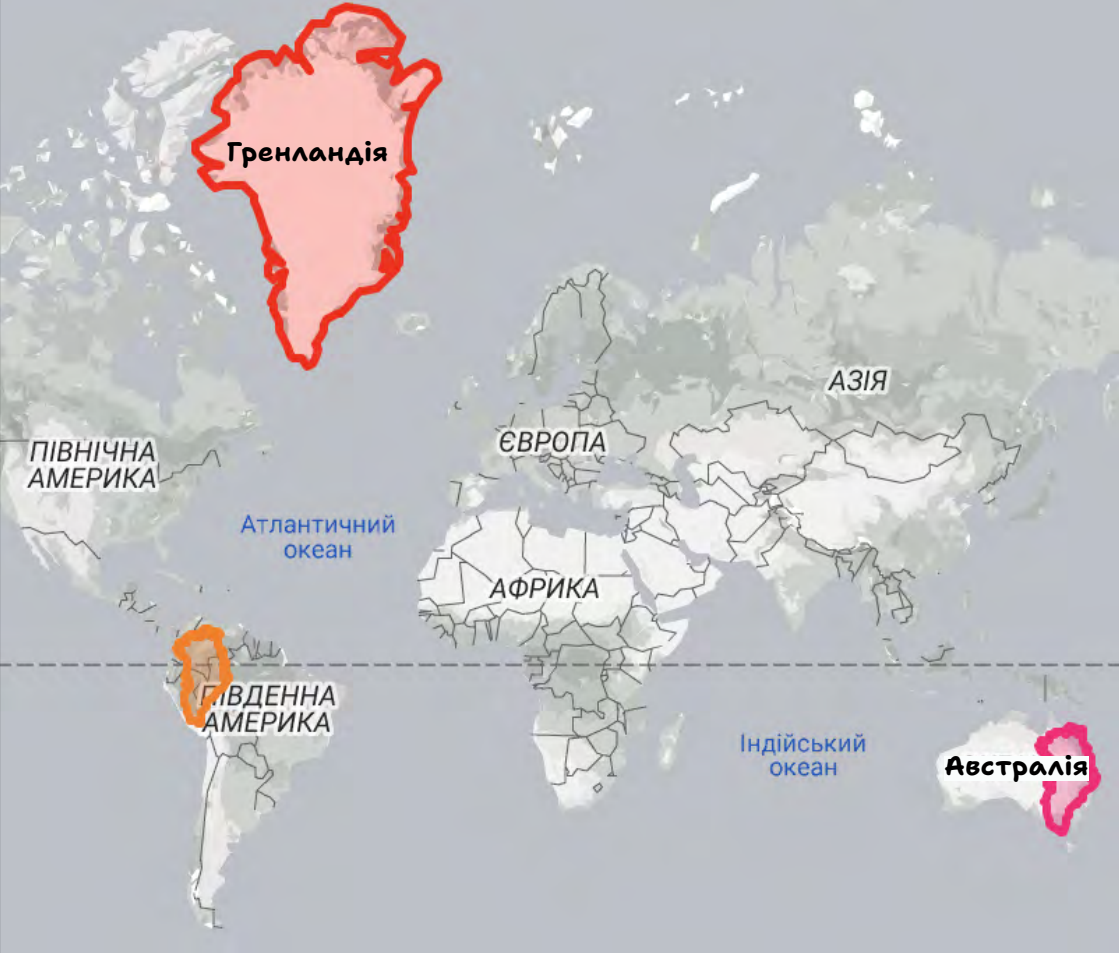 Гренландія
АЗІЯ
ЄВРОПА
ПІВНІЧНА
АМЕРИКА
Атлантичний
океан
АФРИКА
ПІВДЕННА
АМЕРИКА
Індійський
океан
Австралія